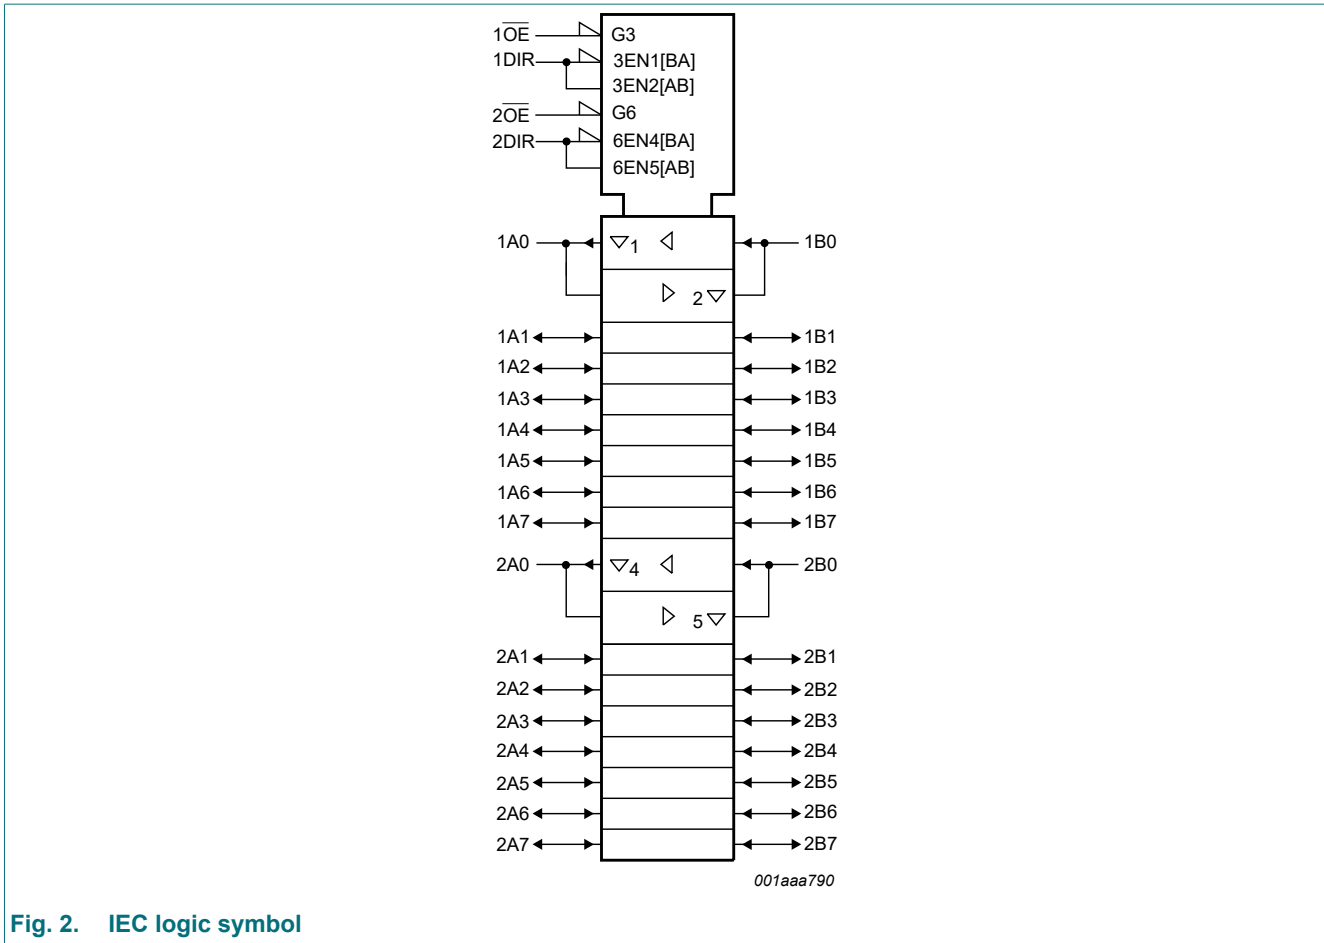 1O̅E̅ G3
1DIR 3EN1[BA]
3EN2[AB]
2O̅E̅ G6
2DIR 6EN4[BA]
6EN5[AB]
1A0 1 1B0
2
1A1 1B1
1A2 1B2
1A3 1B3
1A4 1B4
1A5 1B5
1A6 1B6
1A7 1B7
2A0 4 2B0
5
2A1 2B1
2A2 2B2
2A3 2B3
2A4 2B4
2A5 2B5
2A6 2B6
2A7 2B7
001aaa790
Fig. 2. IEC logic symbol